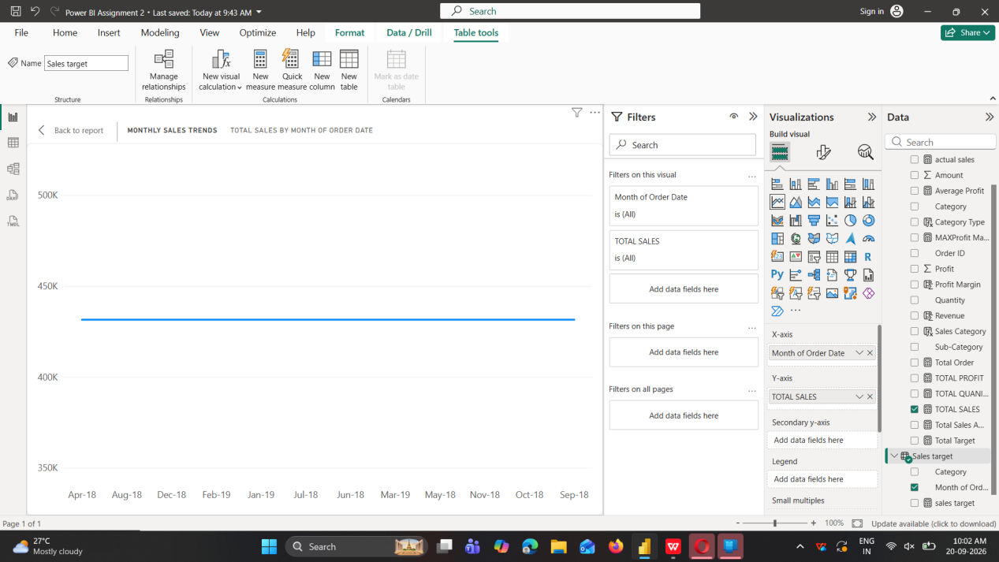 Power BI Assignment 2 • Last saved: Today at 9:43 AM
Search
Sign in
File Home Insert Modeling View Optimize Help Format Data / Drill Table tools
Share
Name Sales target
Manage relationships
New visual calculation
New measure
Quick measure
New column
New table
Mark as date table
Structure Relationships Calculations Calendars
Back to report
MONTHLY SALES TRENDS TOTAL SALES BY MONTH OF ORDER DATE
500K
450K
400K
350K
Apr-18 Aug-18 Dec-18 Feb-19 Jan-19 Jul-18 Jun-18 Mar-19 May-18 Nov-18 Oct-18 Sep-18
Filters
Search
Filters on this visual ...
Month of Order Date
is (All)
TOTAL SALES
is (All)
Add data fields here
Filters on this page ...
Add data fields here
Filters on all pages ...
Add data fields here
Visualizations
Build visual
R
Py
123
...
X-axis
Month of Order Date
Y-axis
TOTAL SALES
Secondary y-axis
Add data fields here
Legend
Add data fields here
Small multiples
Data
Search
actual sales
Amount
Average Profit
Category
Category Type
MAXProfit Ma...
Order ID
Profit
Profit Margin
Quantity
Revenue
Sales Category
Sub-Category
Total Order
TOTAL PROFIT
TOTAL QUANI...
TOTAL SALES
Total Sales A...
Total Target
Sales target
Category
Month of Ord...
sales target
DAX
TMDL
Page 1 of 1
- + 100%
Update available (click to download)
27°C
Mostly cloudy
Search
ENG
IN
10:02 AM
20-09-2026